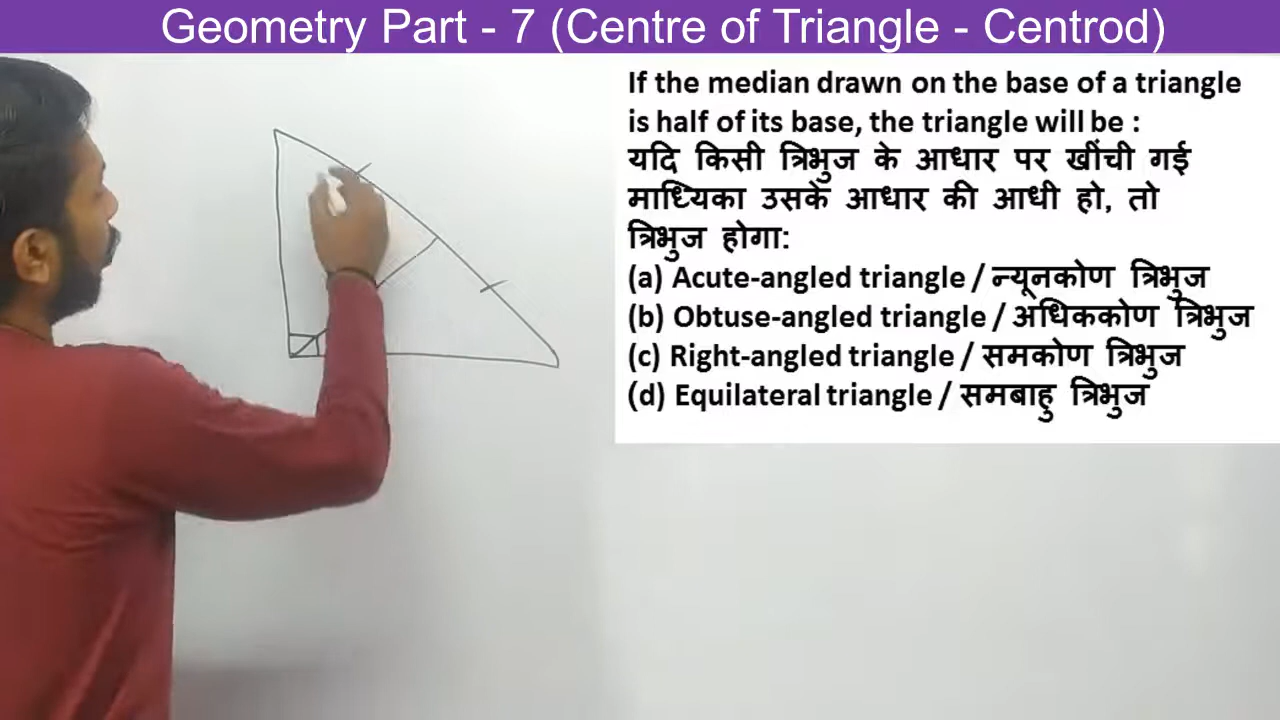 Geometry Part - 7 (Centre of Triangle - Centrod)
If the median drawn on the base of a triangle
is half of its base, the triangle will be :
यदि किसी त्रिभुज के आधार पर खींची गई
माध्यिका उसके आधार की आधी हो, तो
त्रिभुज होगा:
(a) Acute-angled triangle / न्यूनकोण त्रिभुज
(b) Obtuse-angled triangle / अधिककोण त्रिभुज
(c) Right-angled triangle / समकोण त्रिभुज
(d) Equilateral triangle / समबाहु त्रिभुज